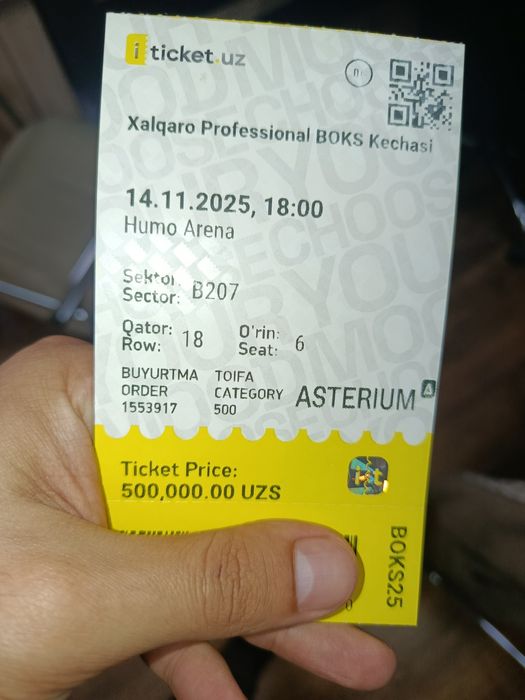 iticket.uz
Xalqaro Professional BOKS Kechasi
14.11.2025, 18:00
Humo Arena
Sektor:
Sector: B207
Qator: O'rin:
Row: 18 Seat: 6
BUYURTMA TOIFA
ORDER CATEGORY
1553917 500
ASTERIUM
Ticket Price:
500,000.00 UZS
BOKS25